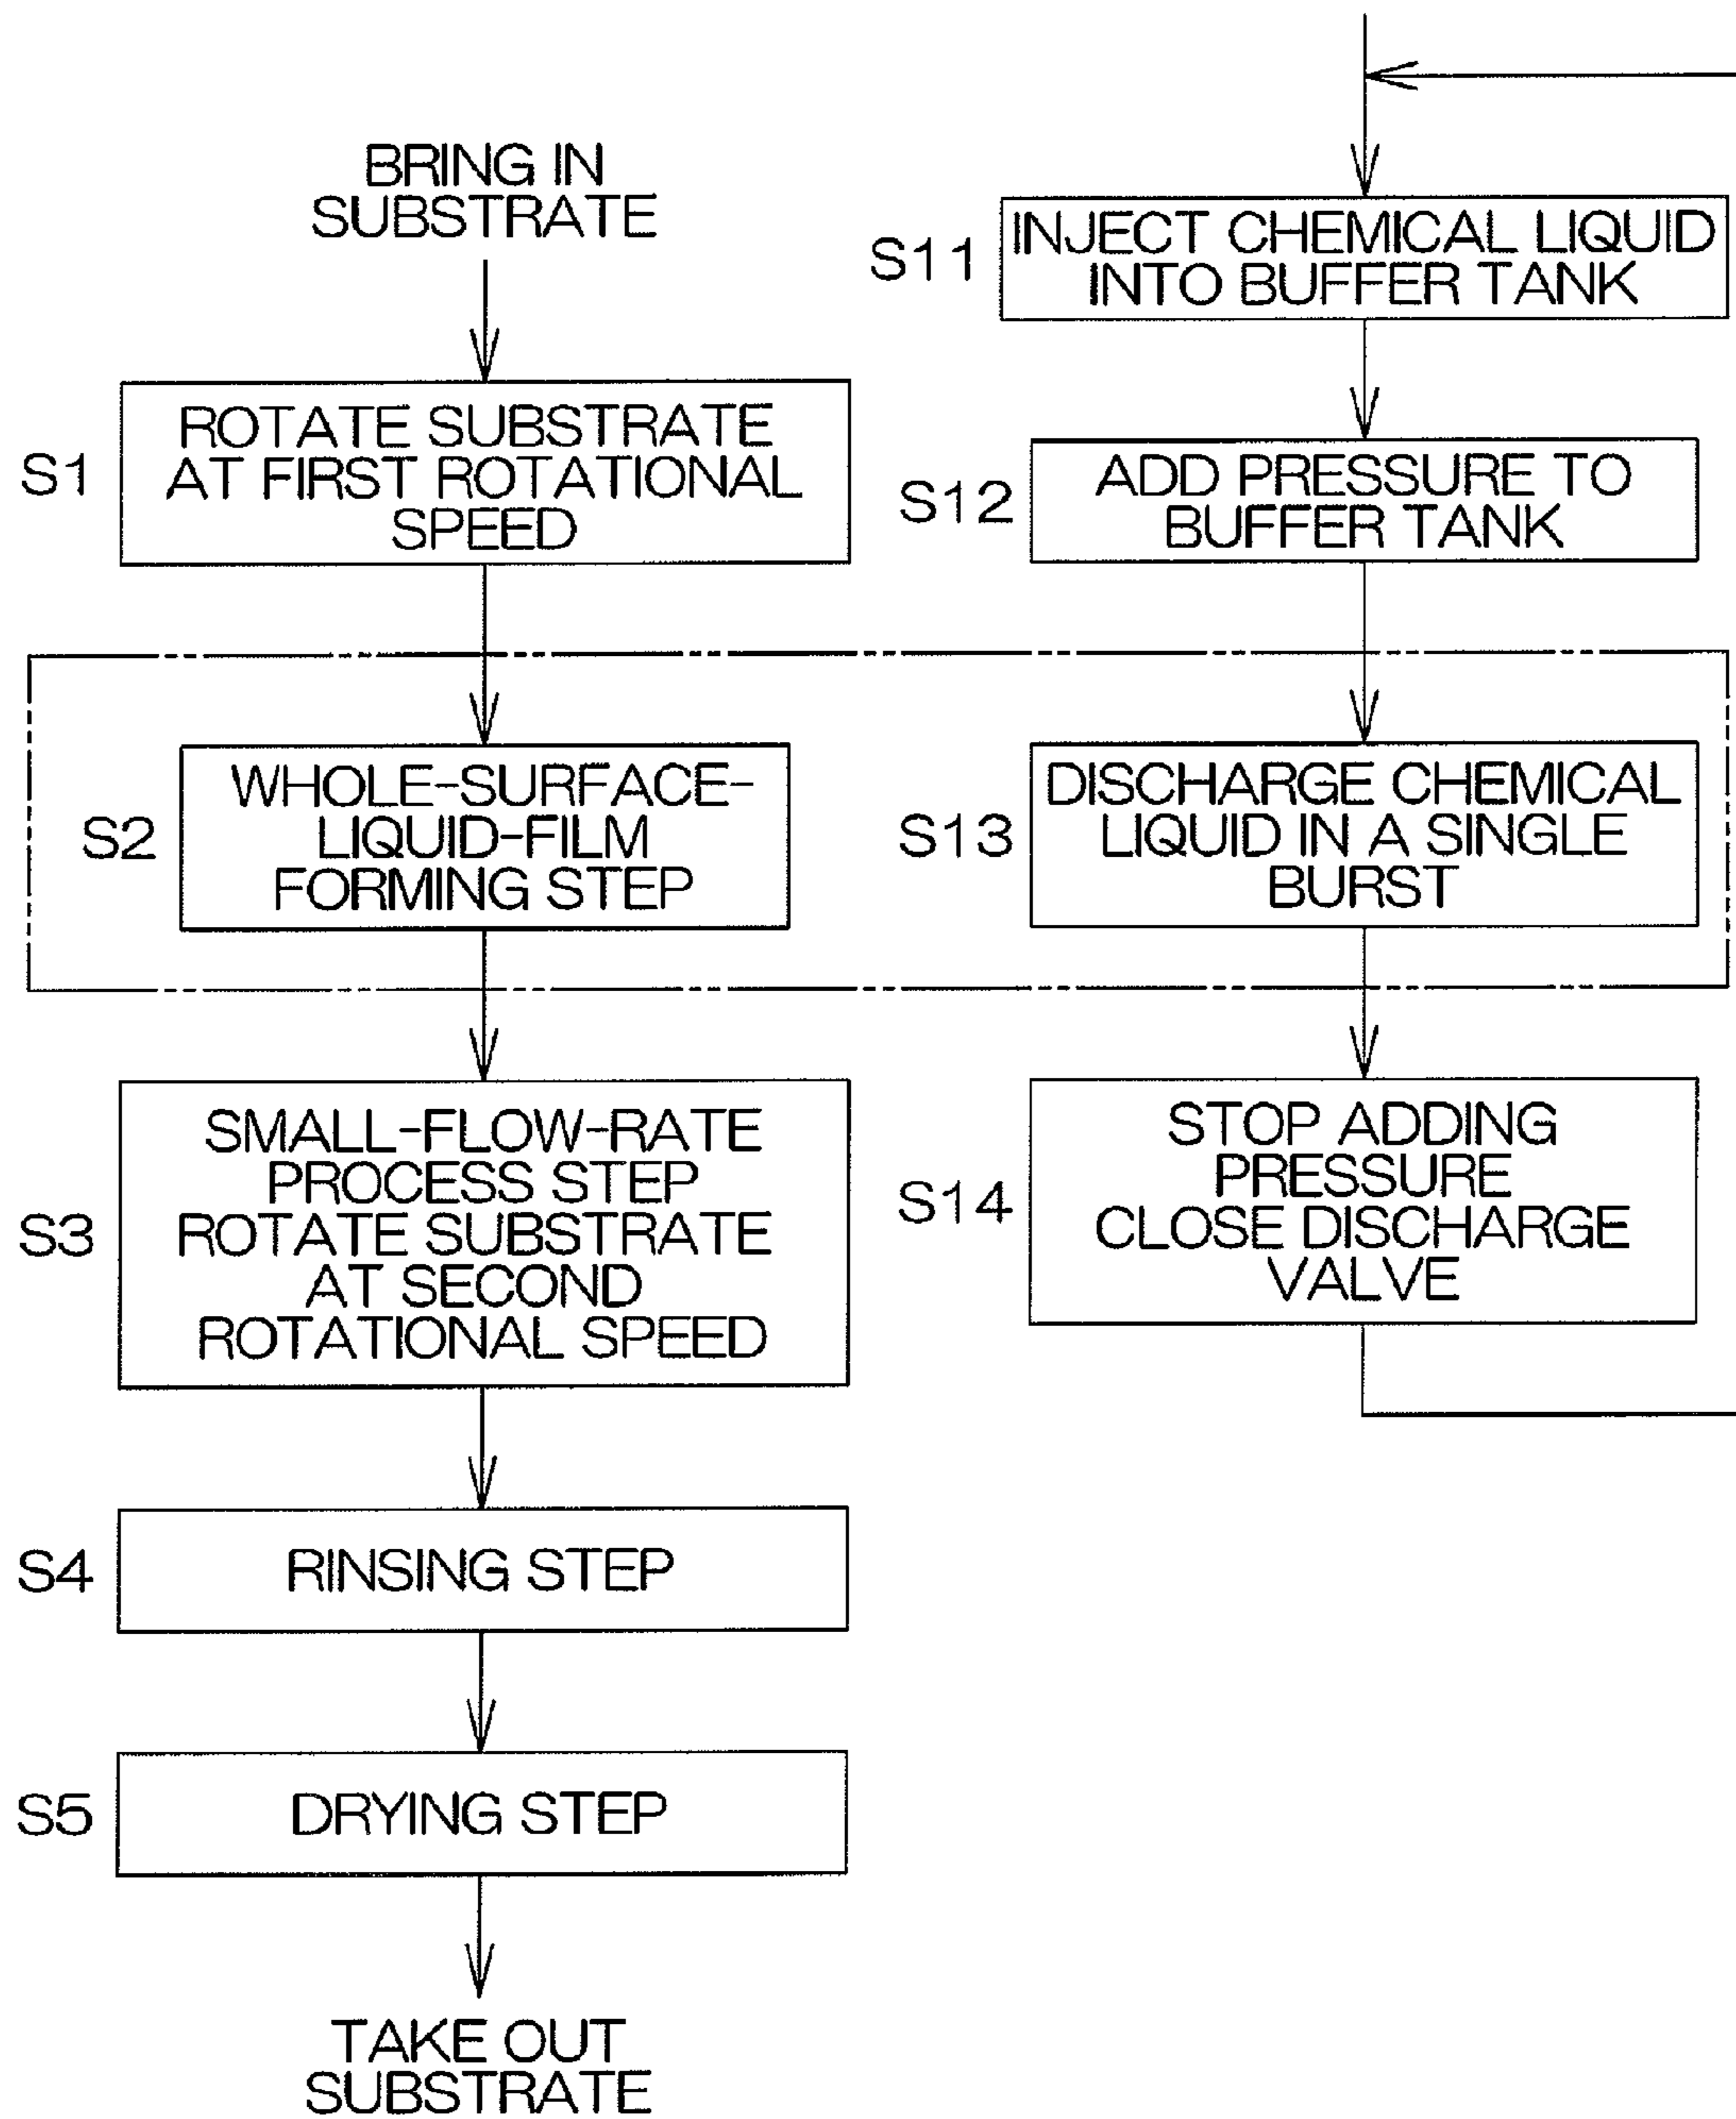 BRING IN
SUBSTRATE
S1
ROTATE SUBSTRATE
AT FIRST ROTATIONAL
SPEED
S2
WHOLE-SURFACE-
LIQUID-FILM
FORMING STEP
S3
SMALL-FLOW-RATE
PROCESS STEP
ROTATE SUBSTRATE
AT SECOND
ROTATIONAL SPEED
S4
RINSING STEP
S5
DRYING STEP
TAKE OUT
SUBSTRATE
S11
INJECT CHEMICAL LIQUID
INTO BUFFER TANK
S12
ADD PRESSURE TO
BUFFER TANK
S13
DISCHARGE CHEMICAL
LIQUID IN A SINGLE
BURST
S14
STOP ADDING
PRESSURE
CLOSE DISCHARGE
VALVE